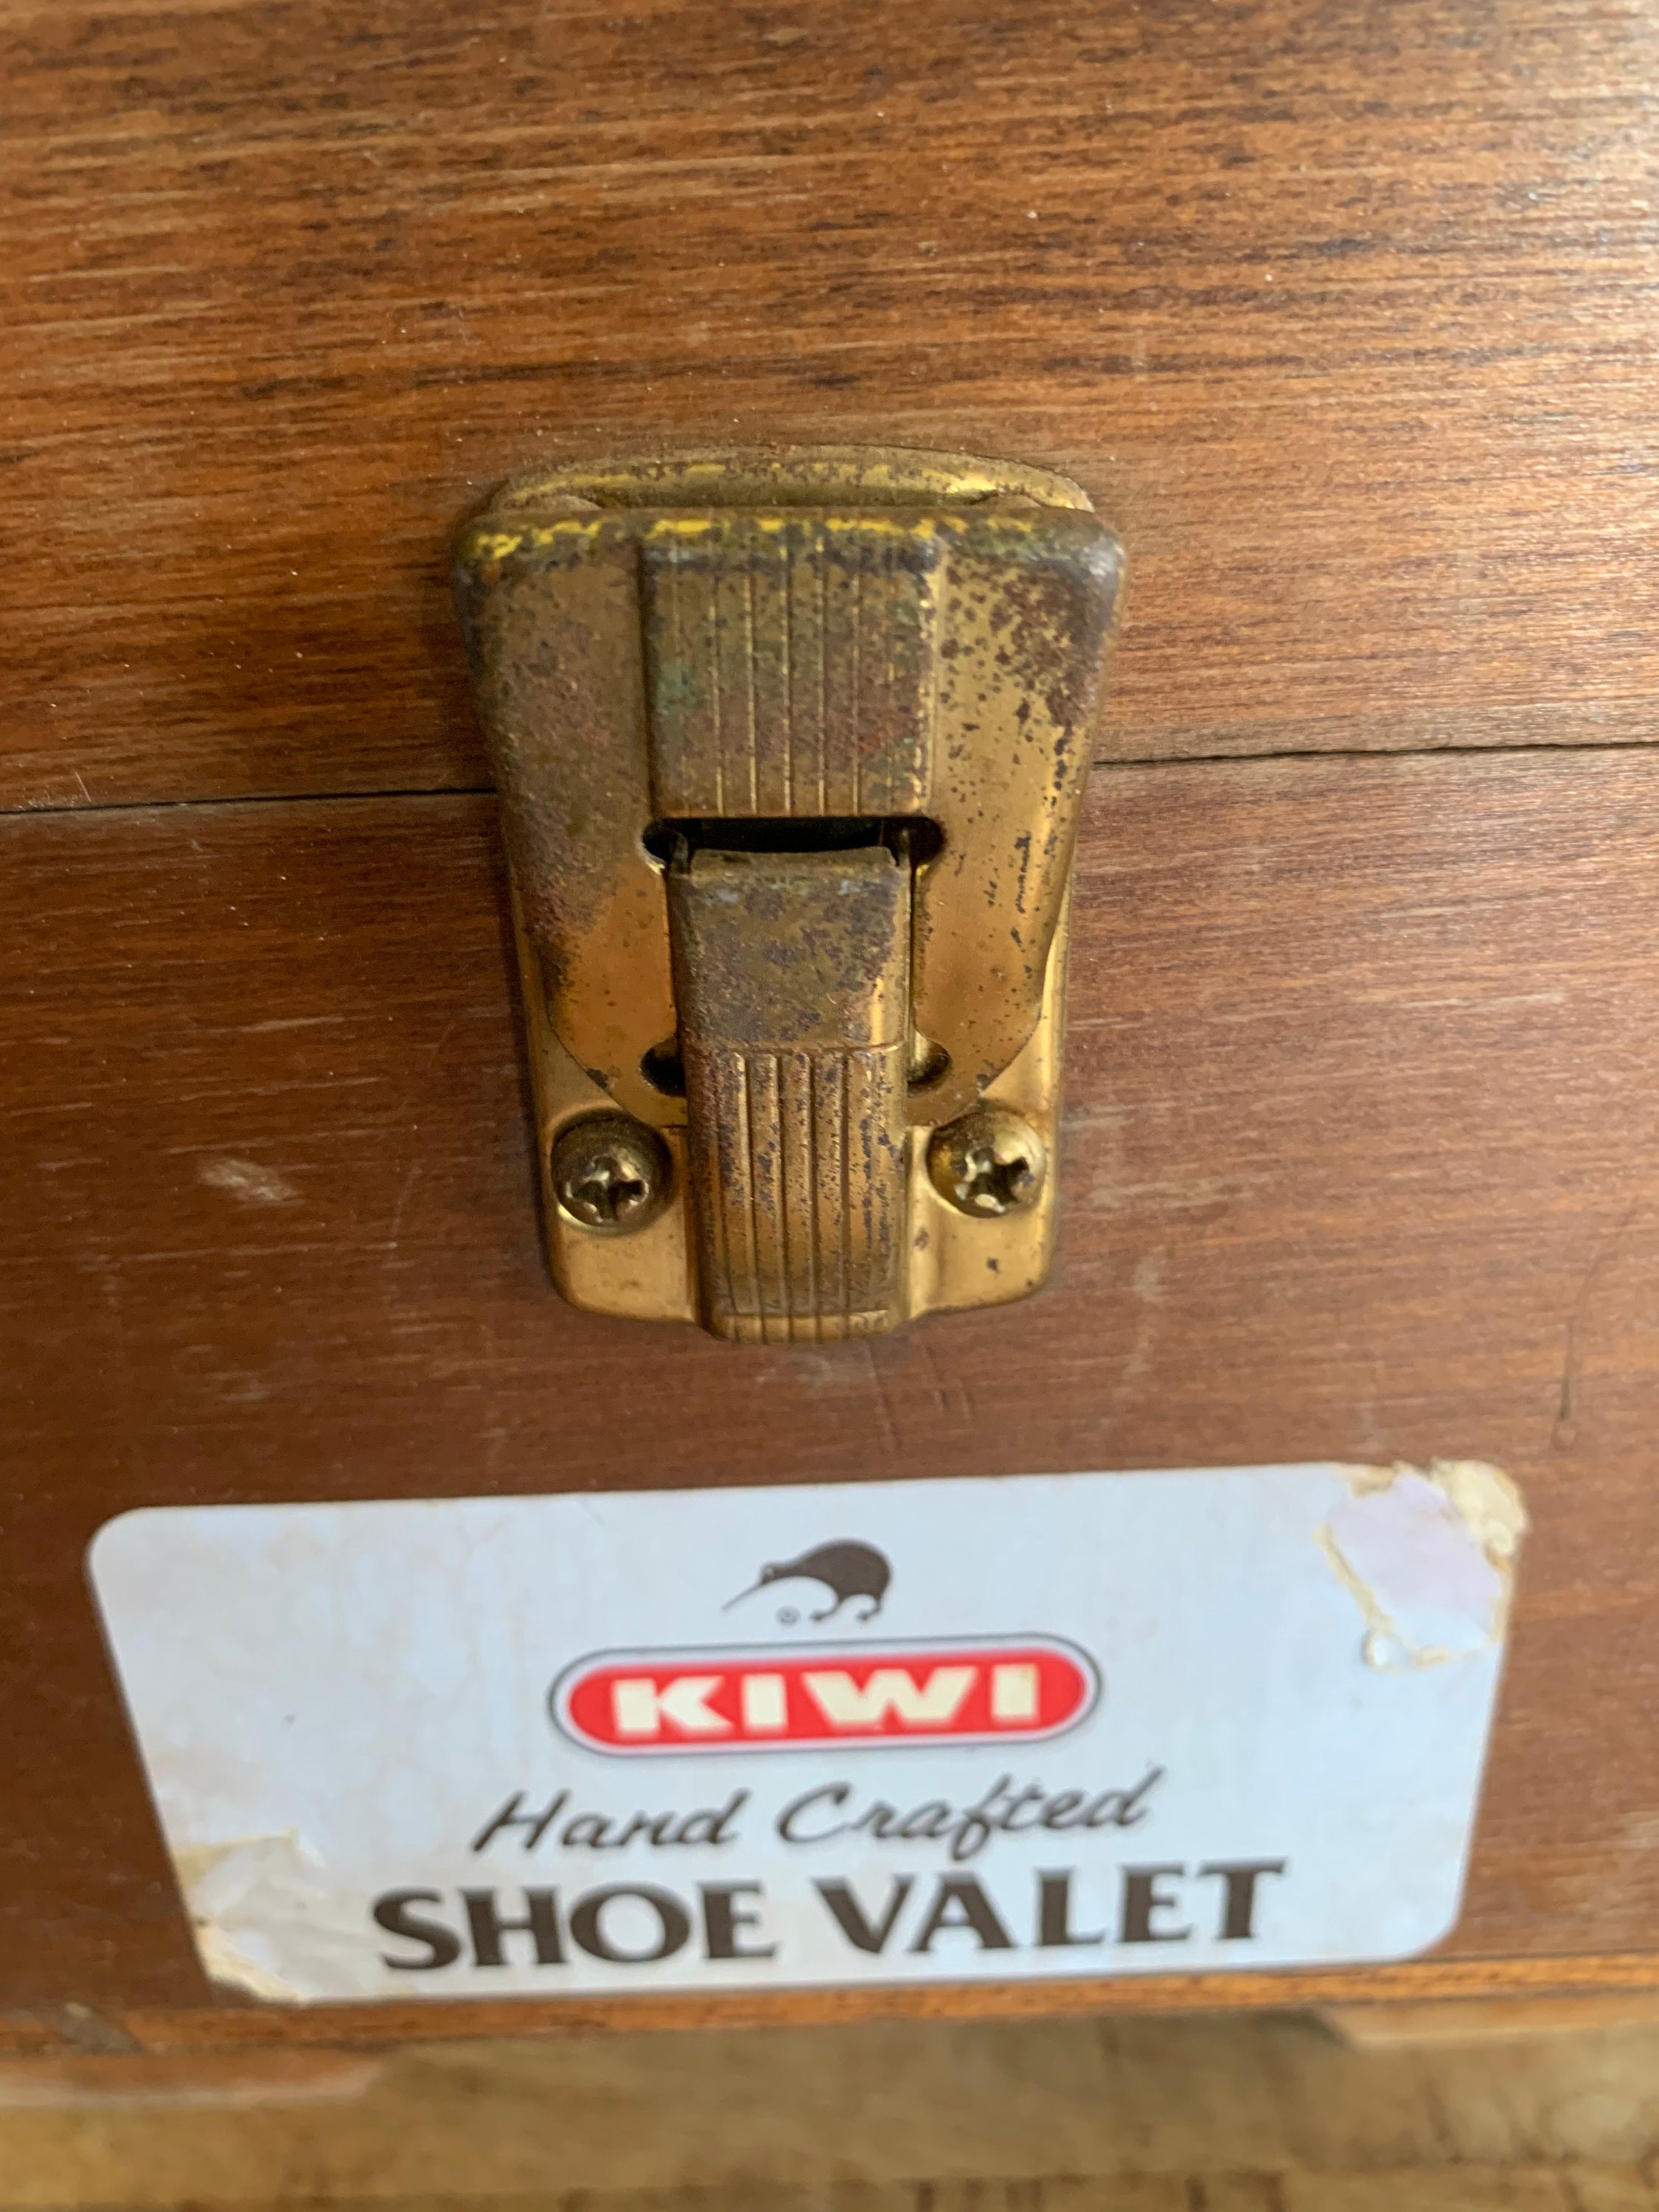 KIWI
Hand Crafted
SHOE VALET